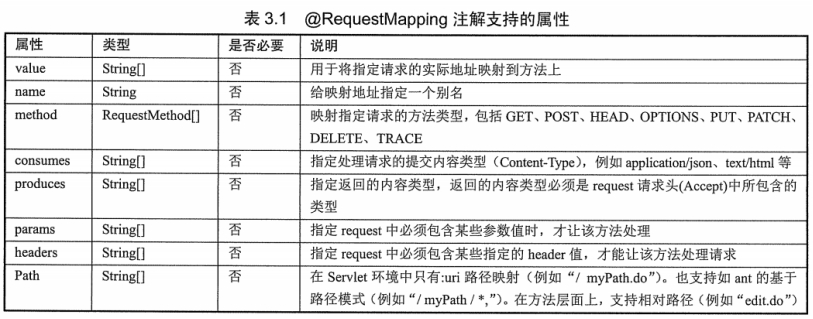 表 3.1 @RequestMapping 注解支持的属性
属性 类型 是否必要 说明
value String[] 否 用于将指定请求的实际地址映射到方法上
name String 否 给映射地址指定一个别名
method RequestMethod[] 否 映射指定请求的方法类型，包括 GET、POST、HEAD、OPTIONS、PUT、PATCH、
DELETE、TRACE
consumes String[] 否 指定处理请求的提交内容类型（Content-Type），例如 application/json、text/html 等
produces String[] 否 指定返回的内容类型，返回的内容类型必须是 request 请求头(Accept)中所包含的
类型
params String[] 否 指定 request 中必须包含某些参数值时，才让该方法处理
headers String[] 否 指定 request 中必须包含某些指定的 header 值，才能让该方法处理请求
Path String[] 否 在 Servlet 环境中只有:uri 路径映射（例如“/ myPath.do”）。也支持如 ant 的基于
路径模式（例如“/ myPath / *,”）。在方法层面上，支持相对路径（例如“edit.do”）